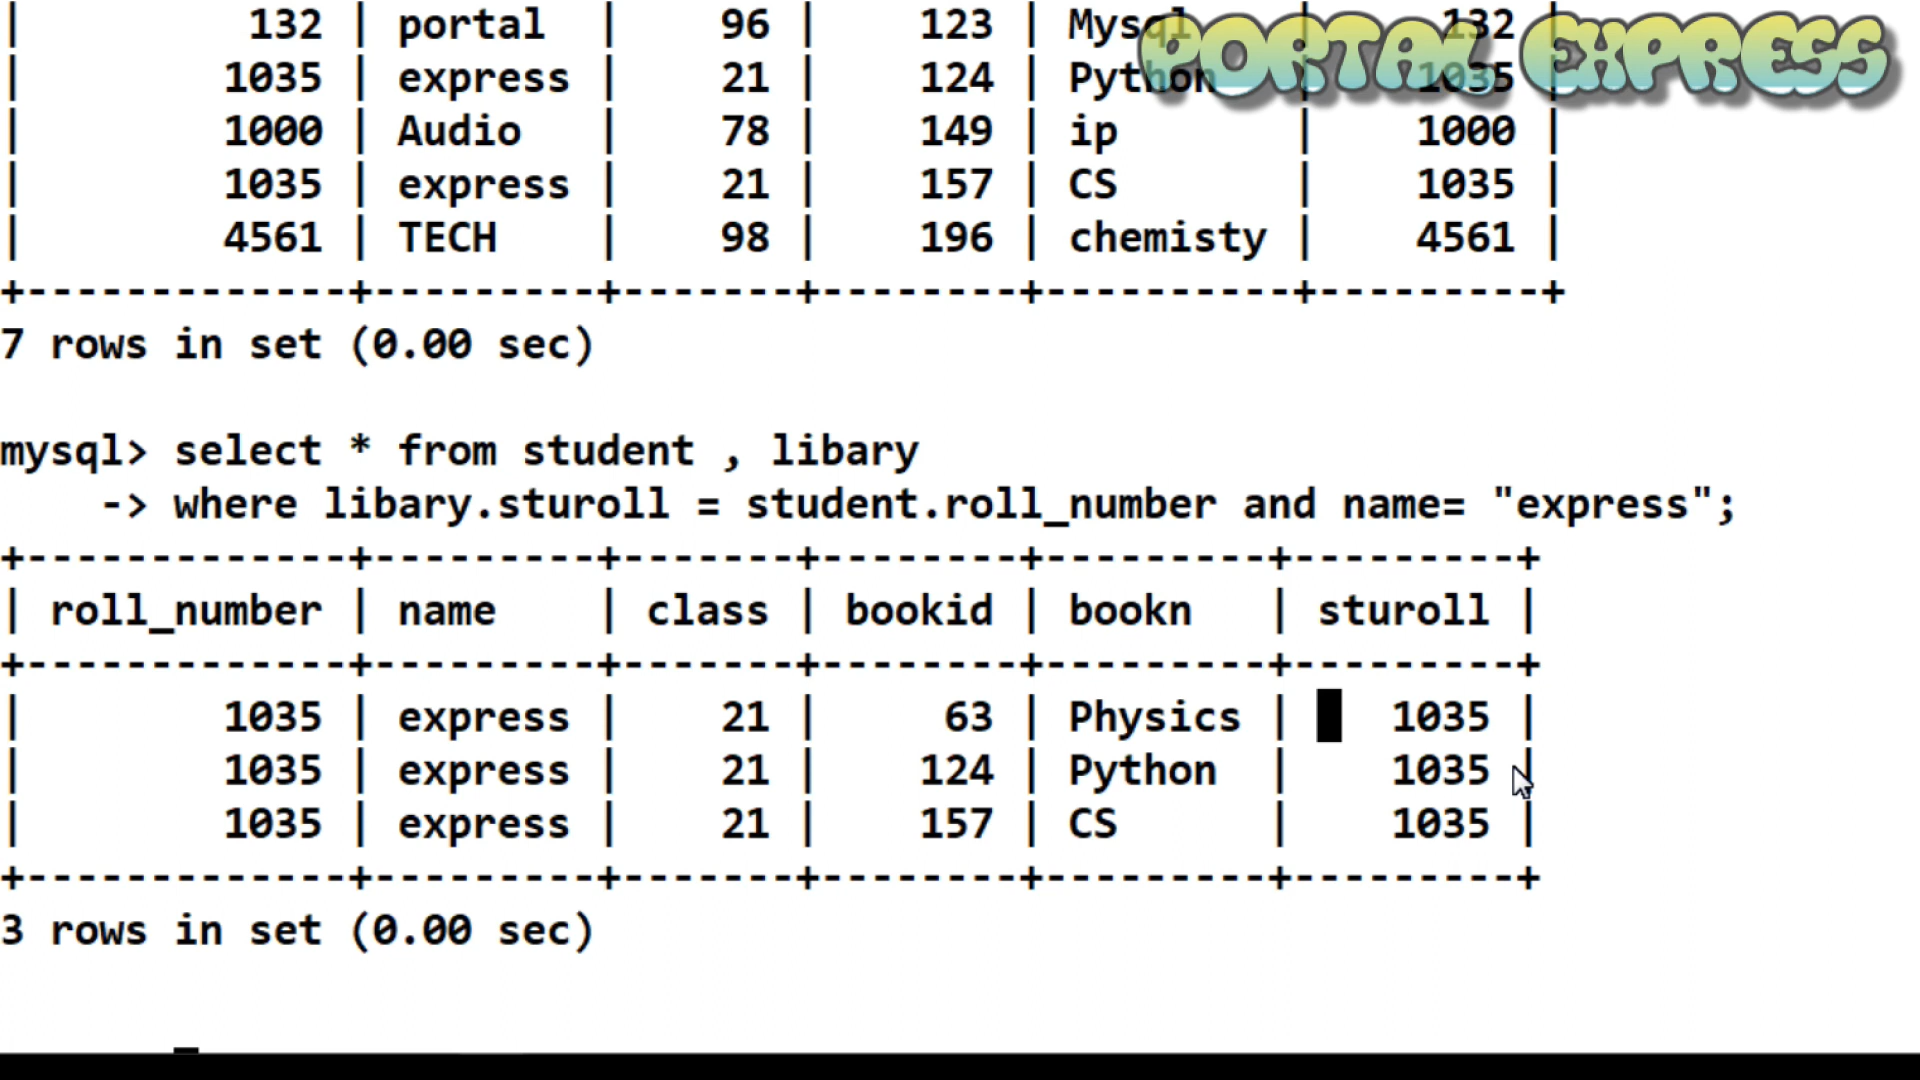 |          132 | portal  |    96 |    123 | Mysql    |     132 |
|         1035 | express |    21 |    124 | Python   |    1035 |
|         1000 | Audio   |    78 |    149 | ip       |    1000 |
|         1035 | express |    21 |    157 | CS       |    1035 |
|         4561 | TECH    |    98 |    196 | chemisty |    4561 |
+-------------+---------+-------+--------+----------+---------+
7 rows in set (0.00 sec)
mysql> select * from student , libary
    -> where libary.sturoll = student.roll_number and name= "express";
+-------------+---------+-------+--------+---------+---------+
| roll_number | name    | class | bookid | bookn   | sturoll |
+-------------+---------+-------+--------+---------+---------+
|        1035 | express |    21 |     63 | Physics |    1035 |
|        1035 | express |    21 |    124 | Python  |    1035 |
|        1035 | express |    21 |    157 | CS      |    1035 |
+-------------+---------+-------+--------+---------+---------+
3 rows in set (0.00 sec)
PORTAL EXPRESS